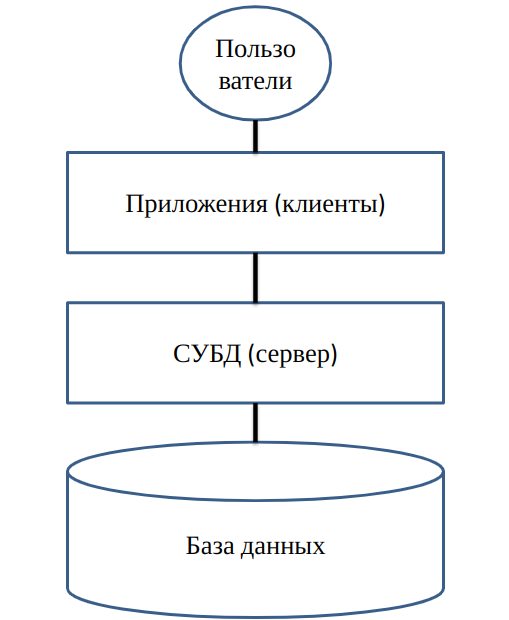 Пользо
ватели
Приложения (клиенты)
СУБД (сервер)
База данных